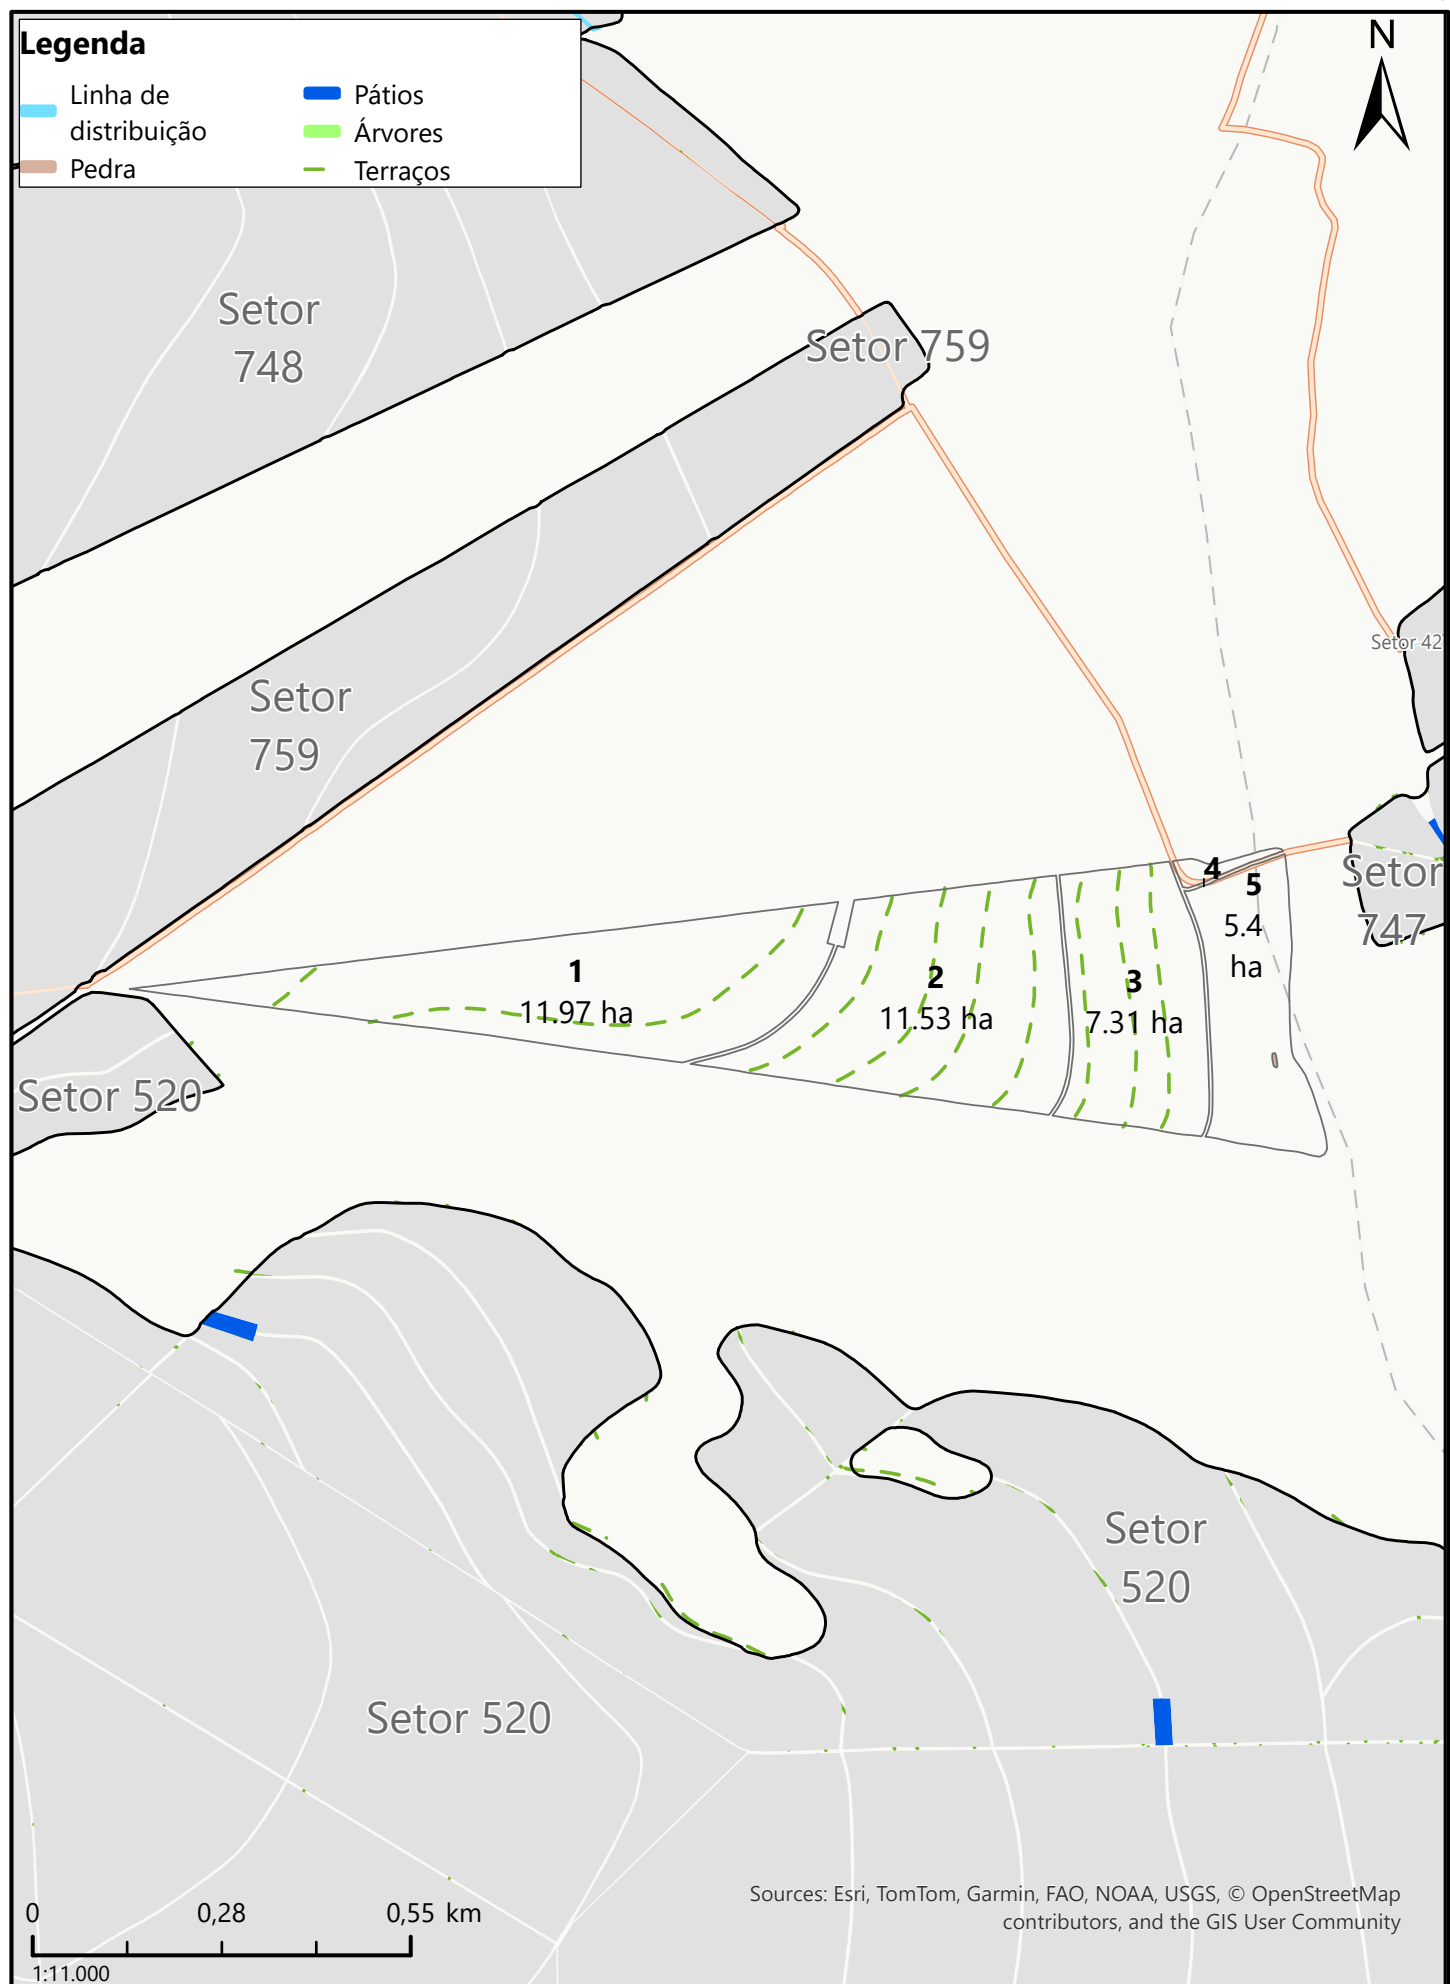 Legenda
Linha de
distribuição
Pedra
Pátios
Árvores
Terraços
N
Setor
748
Setor 759
Setor
759
Setor 42
Setor
747
4
5
5.4
ha
1
11.97 ha
2
11.53 ha
3
7.31 ha
Setor 520
Setor
520
Setor 520
Sources: Esri, TomTom, Garmin, FAO, NOAA, USGS, © OpenStreetMap
contributors, and the GIS User Community
0 0,28 0,55 km
1:11.000